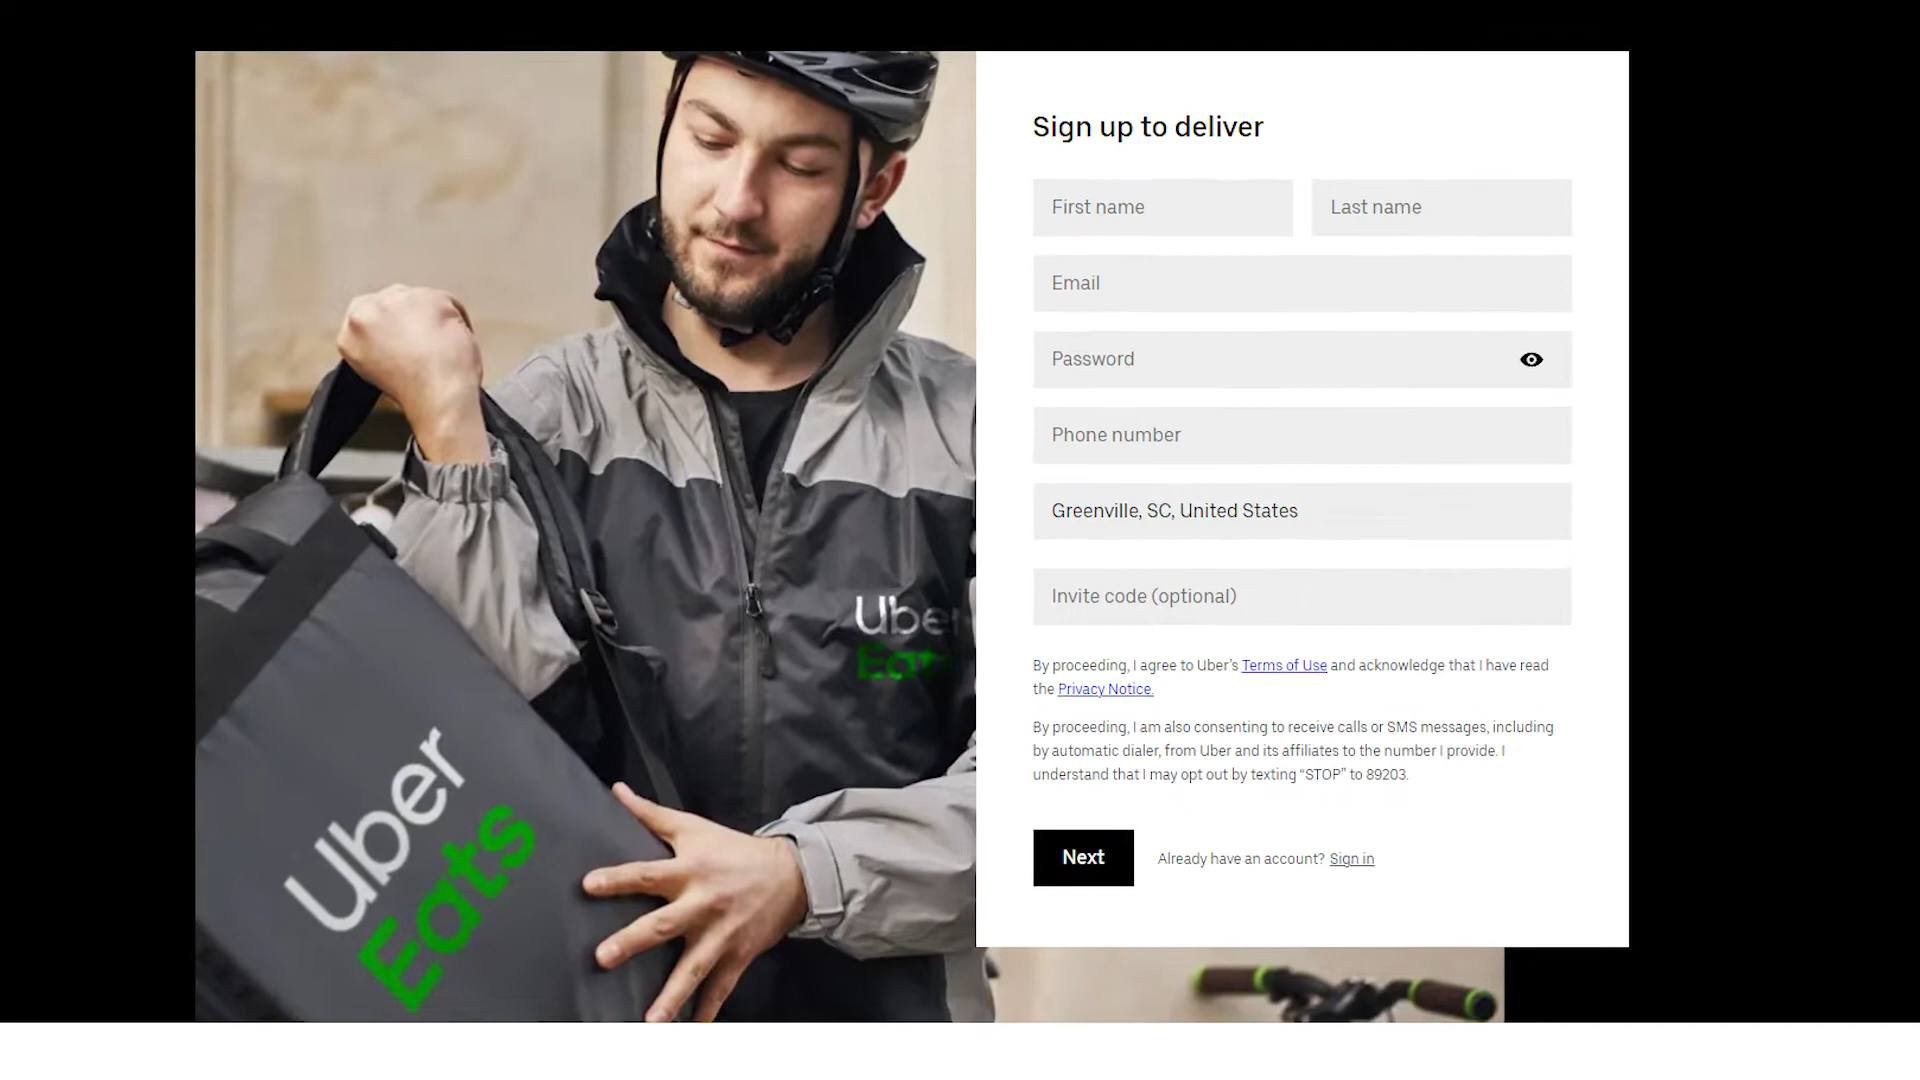 Sign up to deliver
First name
Last name
Email
Password
Phone number
Greenville, SC, United States
Invite code (optional)
By proceeding, I agree to Uber’s Terms of Use and acknowledge that I have read
the Privacy Notice.
By proceeding, I am also consenting to receive calls or SMS messages, including
by automatic dialer, from Uber and its affiliates to the number I provide. I
understand that I may opt out by texting “STOP” to 89203.
Next
Already have an account? Sign in
Uber
Eats
Uber
Eats